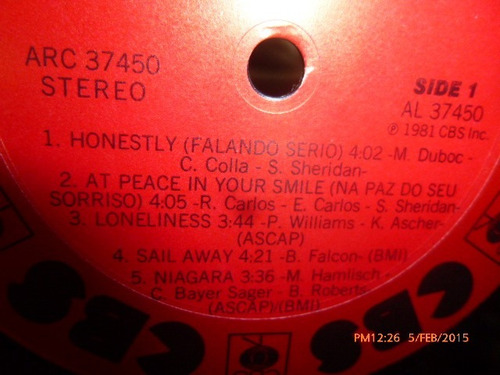 ARC 37450
STEREO
SIDE 1
AL 37450
℗ 1981 CBS Inc.
1. HONESTLY (FALANDO SERIO) 4:02 -M. Duboc-
C. Colla - S. Sheridan-
2. AT PEACE IN YOUR SMILE (NA PAZ DO SEU
SORRISO) 4:05 -R. Carlos- E. Carlos - S. Sheridan-
3. LONELINESS 3:44 -P. Williams - K. Ascher-
(ASCAP)
4. SAIL AWAY 4:21 -B. Falcon- (BMI)
5. NIAGARA 3:36 -M. Hamlisch -
C. Bayer Sager - B. Roberts-
(ASCAP)/(BMI)
CBS
CBS
PM12:26 5/FEB/2015